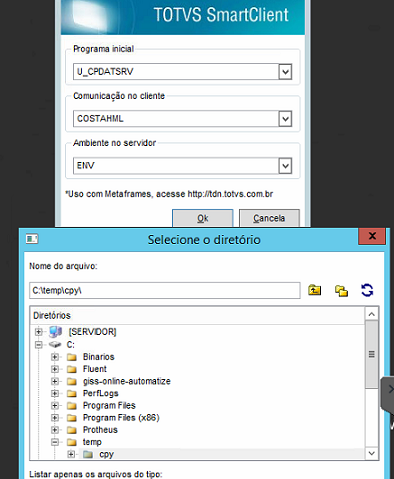 TOTVS SmartClient
Programa inicial
U_CPDATSRV
Comunicação no cliente
COSTAHML
Ambiente no servidor
ENV
*Uso com Metaframes, acesse http://tdn.totvs.com.br
Ok
Cancela
Selecione o diretório
Nome do arquivo:
C:\temp\cpy\
Diretórios
[SERVIDOR]
C:
Binarios
Fluent
giss-online-automatize
PerfLogs
Program Files
Program Files (x86)
Protheus
temp
cpy
Listar apenas os arquivos do tipo: